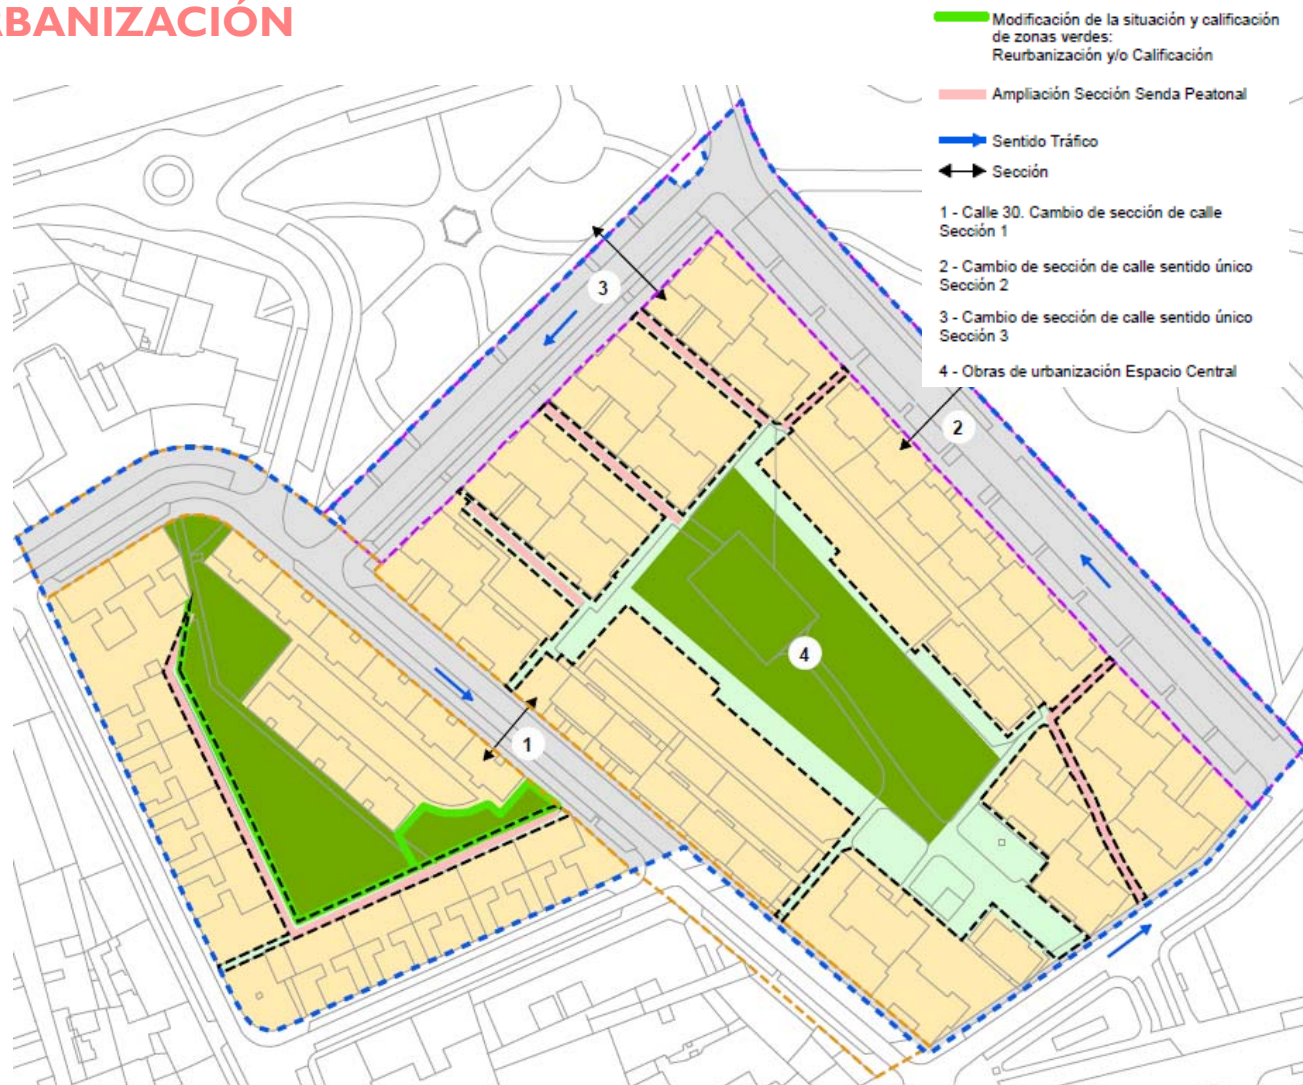 BANIZACIÓN
Modificación de la situación y calificación
de zonas verdes:
Reurbanización y/o Calificación
Ampliación Sección Senda Peatonal
Sentido Tráfico
Sección
1 - Calle 30. Cambio de sección de calle
Sección 1
2 - Cambio de sección de calle sentido único
Sección 2
3 - Cambio de sección de calle sentido único
Sección 3
4 - Obras de urbanización Espacio Central
3
2
4
1